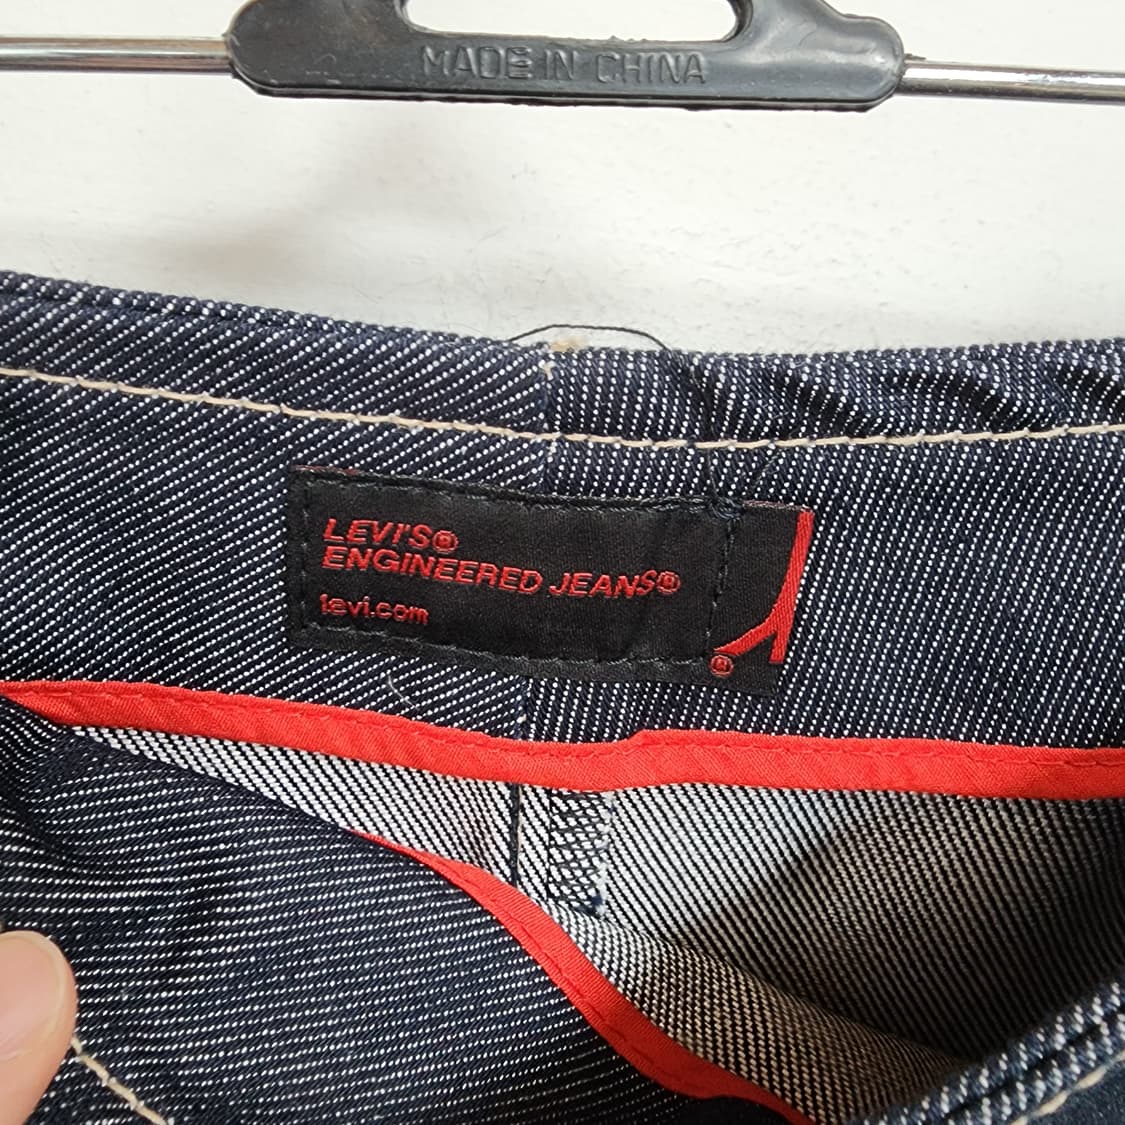 MADE IN CHINA
LEVI'S®
ENGINEERED JEANS®
levi.com
®